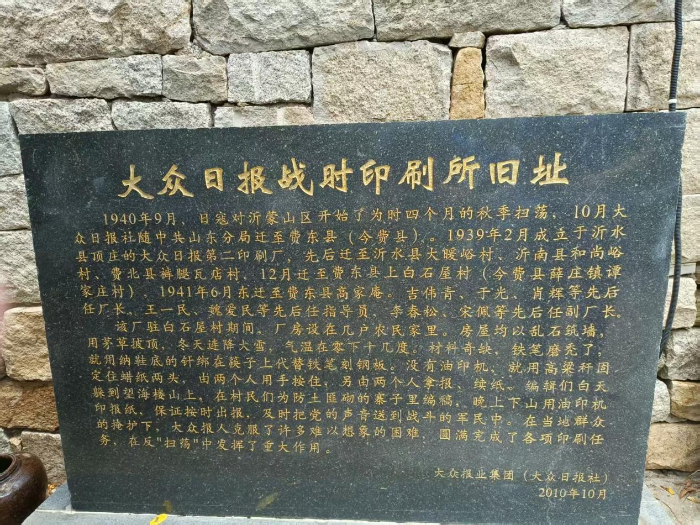 大众日报战时印刷所旧址
1940年9月，日寇对沂蒙山区开始了为时四个月的秋季扫荡，10月大
众日报社随中共山东分局迁至费东县（今费县）。1939年2月成立于沂水
县顶庄的大众日报第二印刷厂，先后迁至沂水县大暖峪村、沂南县和尚峪
村、费北县裤腿瓦店村，12月迁至费东县上白石屋村（今费县薛庄镇谭
家庄村），1941年6月东迁至费东县高家庵。吉伟青、于光、肖辉等先后
任厂长。王一民、魏爱民等先后任指导员，李春松、宋佩等先后任副厂长。
该厂驻白石屋村期间，厂房设在几户农民家里。房屋均以乱石筑墙，
用茅草披顶，冬天连降大雪，气温在零下十几度。材料奇缺，铁笔磨秃了，
就用纳鞋底的针绑在筷子上代替铁笔刻钢板。没有油印机、就用高粱秆固
定住蜡纸两头，由两个人用手按住，另由两个人拿报、续纸。编辑们白天
躲到望海楼山上，在村民们为防土匪砌的寨子里编稿，晚上下山用油印机
印报纸，保证按时出报，及时把党的声音送到战斗的军民中。在当地群众
的掩护下，大众报人克服了许多难以想象的困难，圆满完成了各项印刷任
务，在反"扫荡"中发挥了重大作用。
大众报业集团（大众日报社）
2010年10月